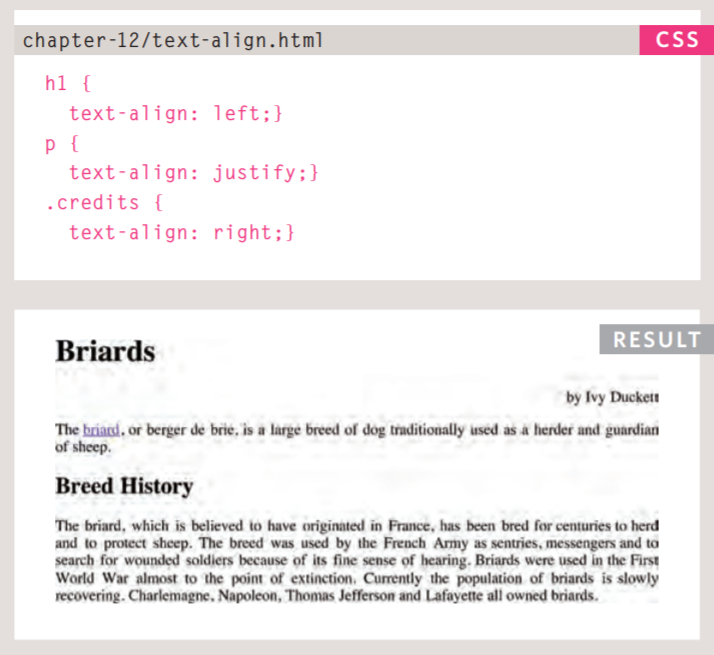 chapter-12/text-align.html
CSS
h1 {
text-align: left;}
p {
text-align: justify;}
.credits {
text-align: right;}
RESULT
Briards
by Ivy Duckett
The briard, or berger de brie, is a large breed of dog traditionally used as a herder and guardian
of sheep.
Breed History
The briard, which is believed to have originated in France, has been bred for centuries to herd
and to protect sheep. The breed was used by the French Army as sentries, messengers and to
search for wounded soldiers because of its fine sense of hearing. Briards were used in the First
World War almost to the point of extinction. Currently the population of briards is slowly
recovering. Charlemagne, Napoleon, Thomas Jefferson and Lafayette all owned briards.